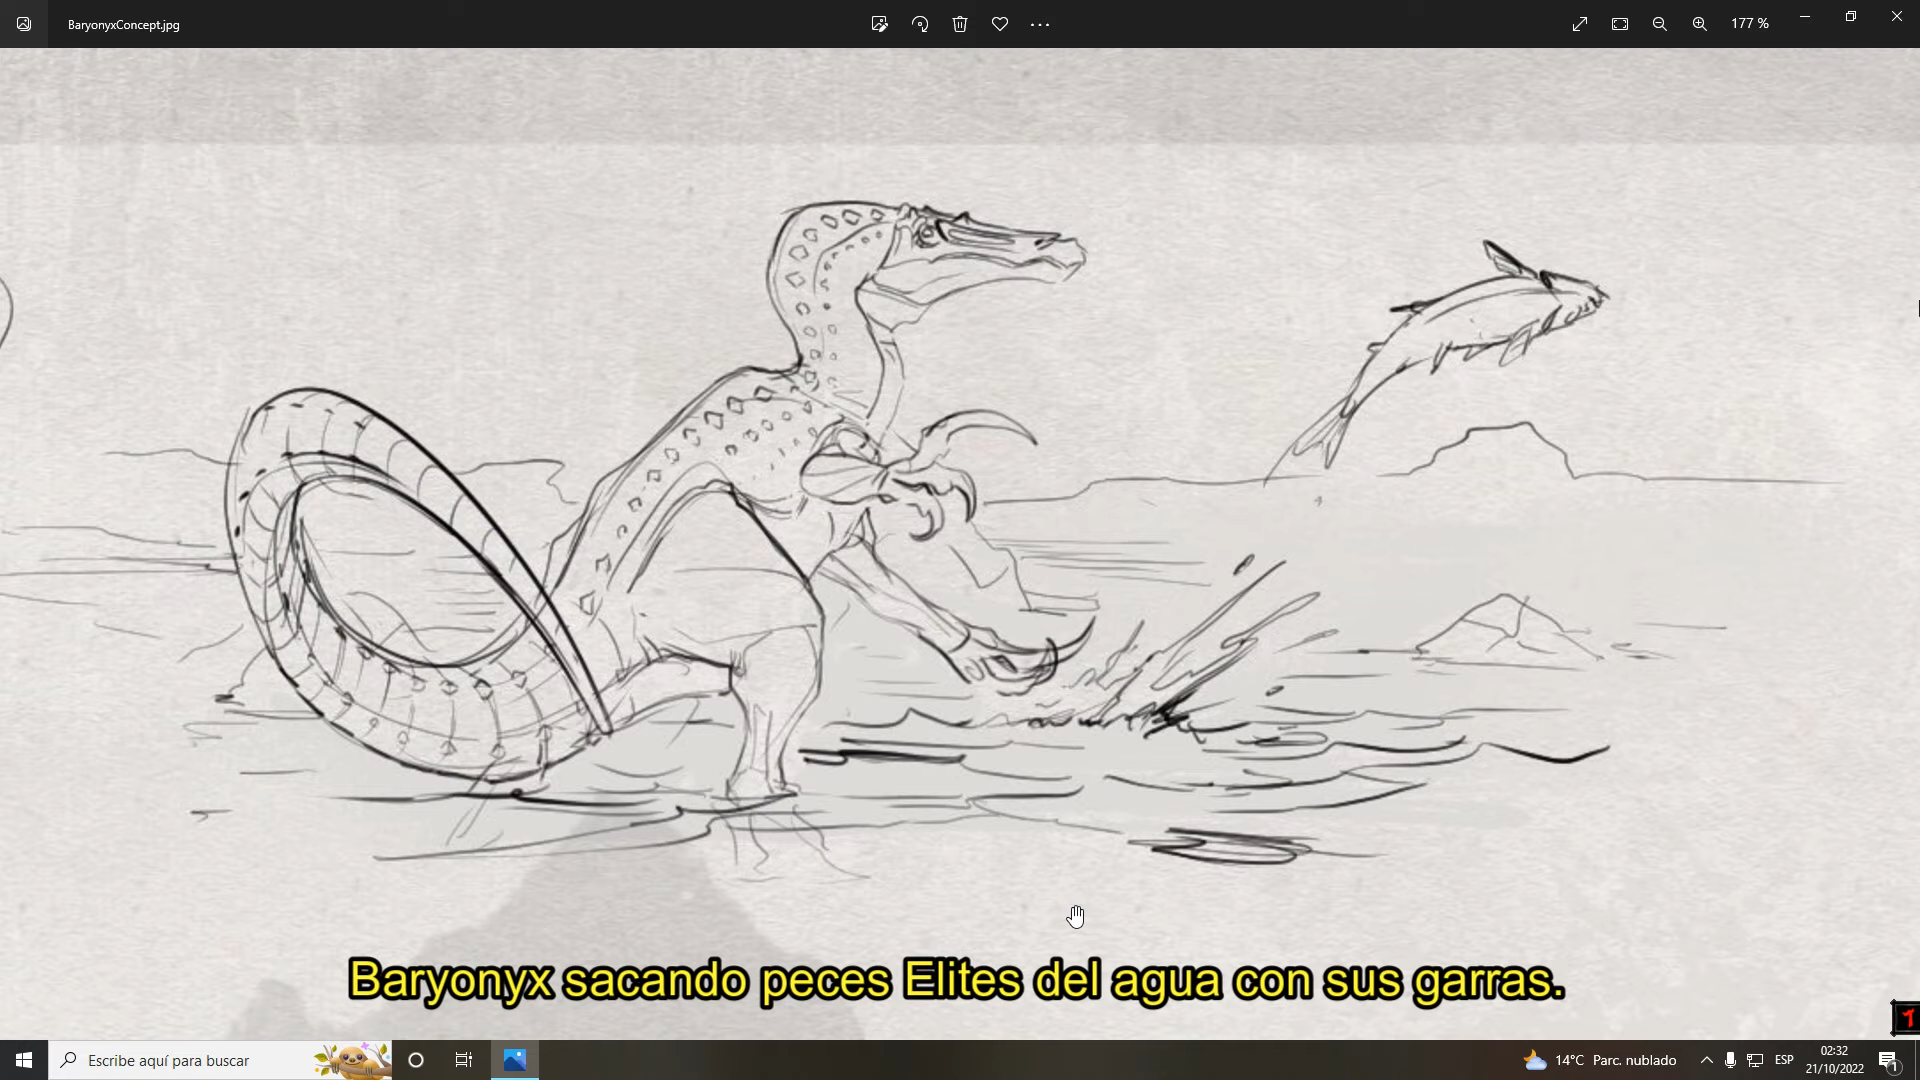 BaryonyxConcept.jpg
177 %
Baryonyx sacando peces Elites del agua con sus garras.
Escribe aquí para buscar
14°C Parc. nublado
ESP
02:32
21/10/2022
1